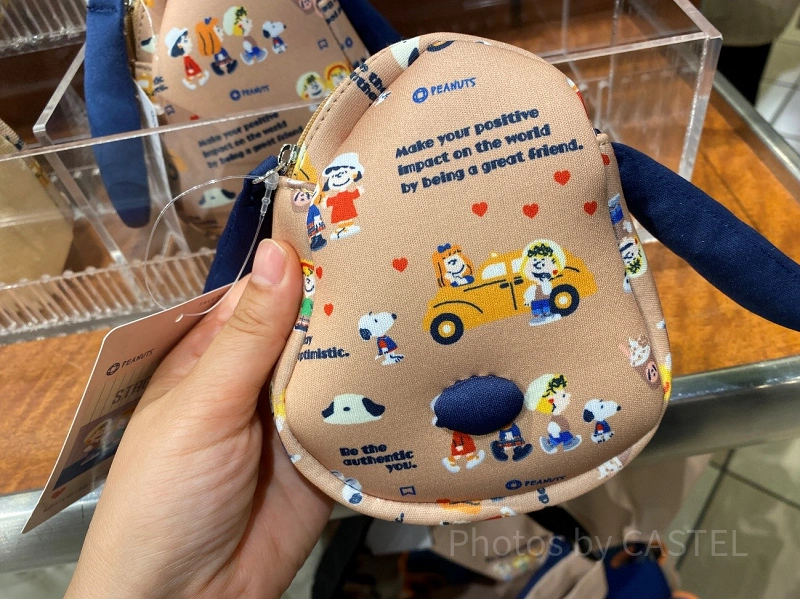 PEANUTS
Make your positive
impact on the world
by being a great friend.
PEANUTS
Make your positive
impact on the world
by being a great friend.
PEANUTS
Be the
authentic
you.
PEANUTS
Photos by CASTEL